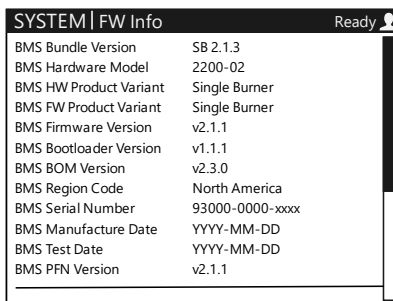 SYSTEM | FW Info Ready
BMS Bundle Version SB 2.1.3
BMS Hardware Model 2200-02
BMS HW Product Variant Single Burner
BMS FW Product Variant Single Burner
BMS Firmware Version v2.1.1
BMS Bootloader Version v1.1.1
BMS BOM Version v2.3.0
BMS Region Code North America
BMS Serial Number 93000-0000-xxxx
BMS Manufacture Date YYYY-MM-DD
BMS Test Date YYYY-MM-DD
BMS PFN Version v2.1.1